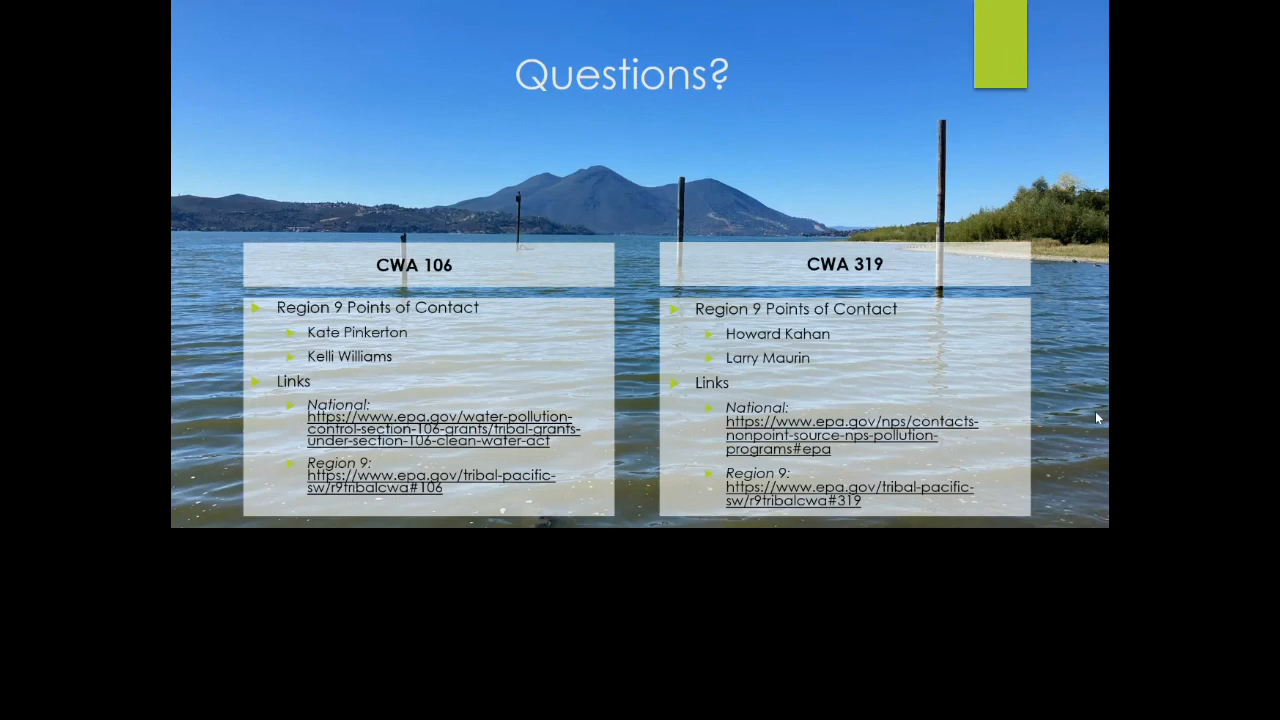 Questions?
CWA 106
Region 9 Points of Contact
Kate Pinkerton
Kelli Williams
Links
National:
https://www.epa.gov/water-pollution-
control-section-106-grants/tribal-grants-
under-section-106-clean-water-act
Region 9:
https://www.epa.gov/tribal-pacific-
sw/r9tribalcwa#106
CWA 319
Region 9 Points of Contact
Howard Kahan
Larry Maurin
Links
National:
https://www.epa.gov/nps/contacts-
nonpoint-source-nps-pollution-
programs#epa
Region 9:
https://www.epa.gov/tribal-pacific-
sw/r9tribalcwa#319